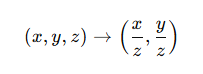 (x, y, z) → (x/z, y/z)